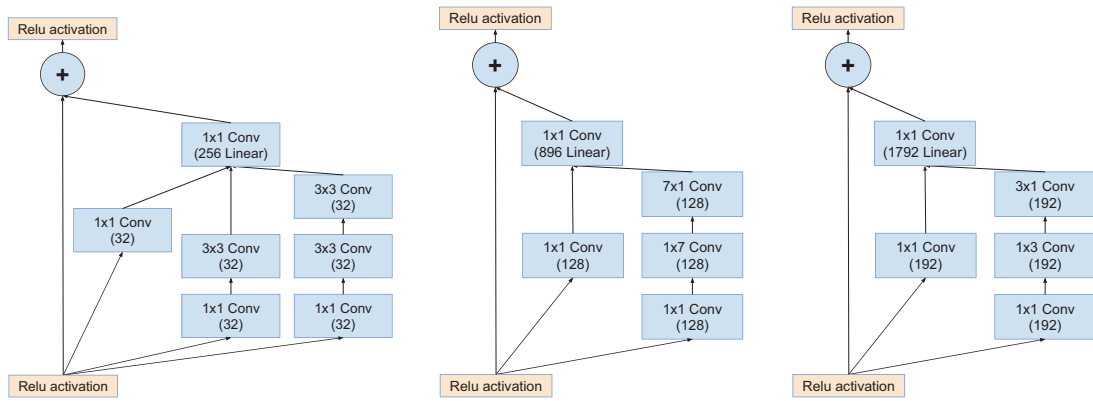 Relu activation
+
1x1 Conv
(256 Linear)
3x3 Conv
(32)
1x1 Conv
(32)
3x3 Conv
(32)
3x3 Conv
(32)
1x1 Conv
(32)
1x1 Conv
(32)
Relu activation
Relu activation
+
1x1 Conv
(896 Linear)
7x1 Conv
(128)
1x1 Conv
(128)
1x7 Conv
(128)
1x1 Conv
(128)
Relu activation
Relu activation
+
1x1 Conv
(1792 Linear)
3x1 Conv
(192)
1x1 Conv
(192)
1x3 Conv
(192)
1x1 Conv
(192)
Relu activation